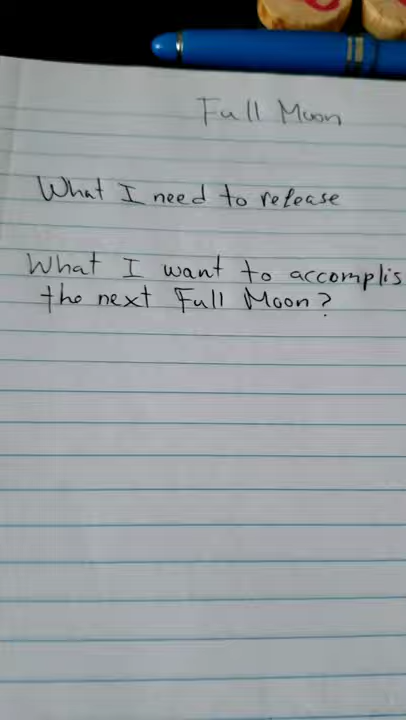 Full Moon
What I need to release
What I want to accomplis
the next Full Moon?